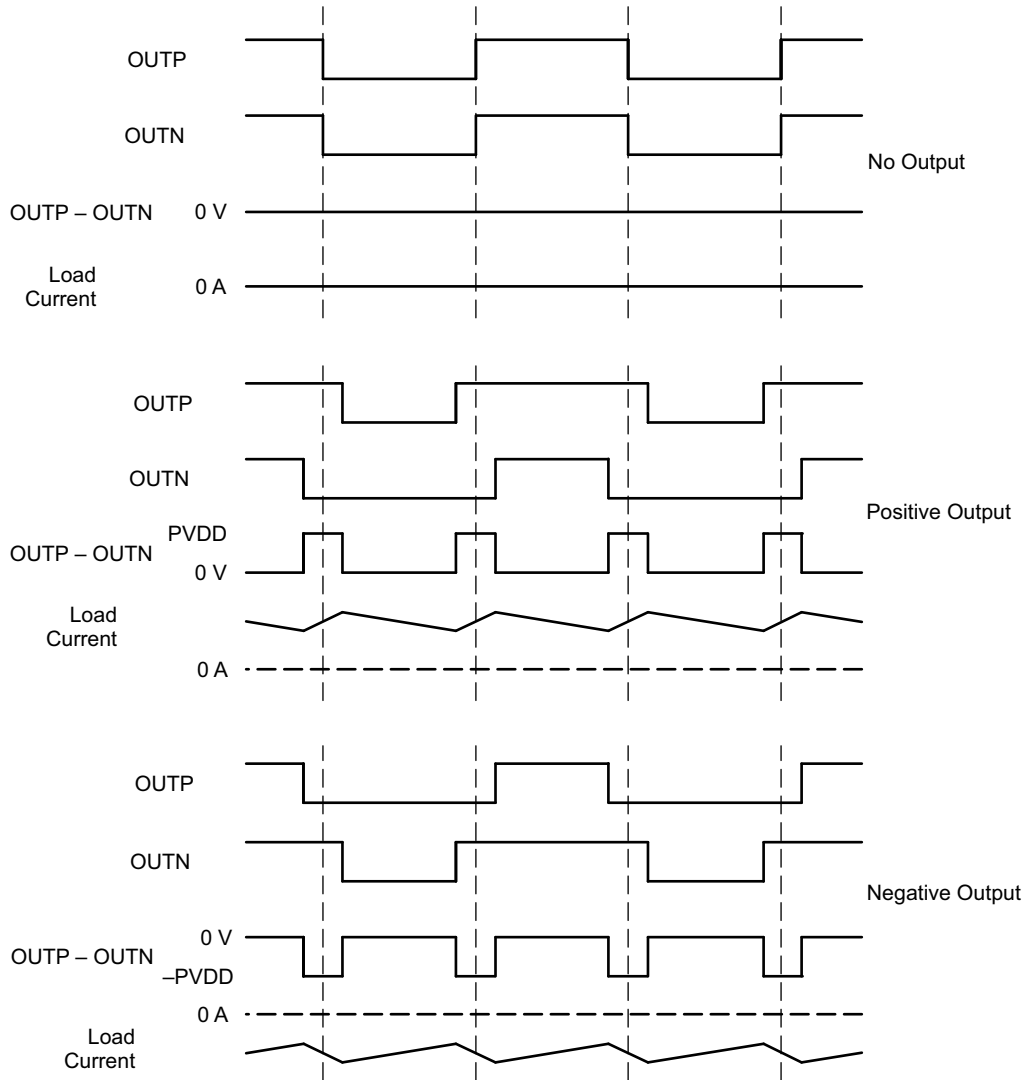 OUTP
OUTN
No Output
OUTP – OUTN 0 V
Load
Current
0 A
OUTP
OUTN
Positive Output
PVDD
OUTP – OUTN
0 V
Load
Current
0 A
OUTP
OUTN
Negative Output
0 V
OUTP – OUTN
–PVDD
0 A
Load
Current